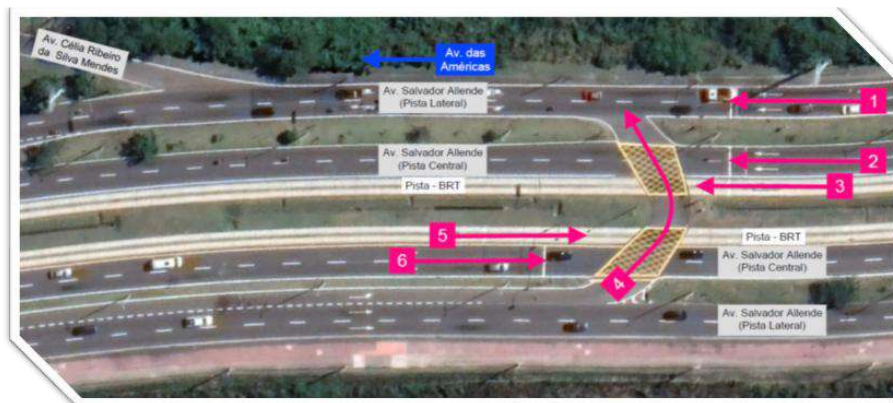 Av. Célia Ribeiro
da Silva Mendes
Av. das
Américas
Av. Salvador Allende
(Pista Lateral)
1
Av. Salvador Allende
(Pista Central)
2
Pista - BRT
3
5
Pista - BRT
6
4
Av. Salvador Allende
(Pista Central)
Av. Salvador Allende
(Pista Lateral)